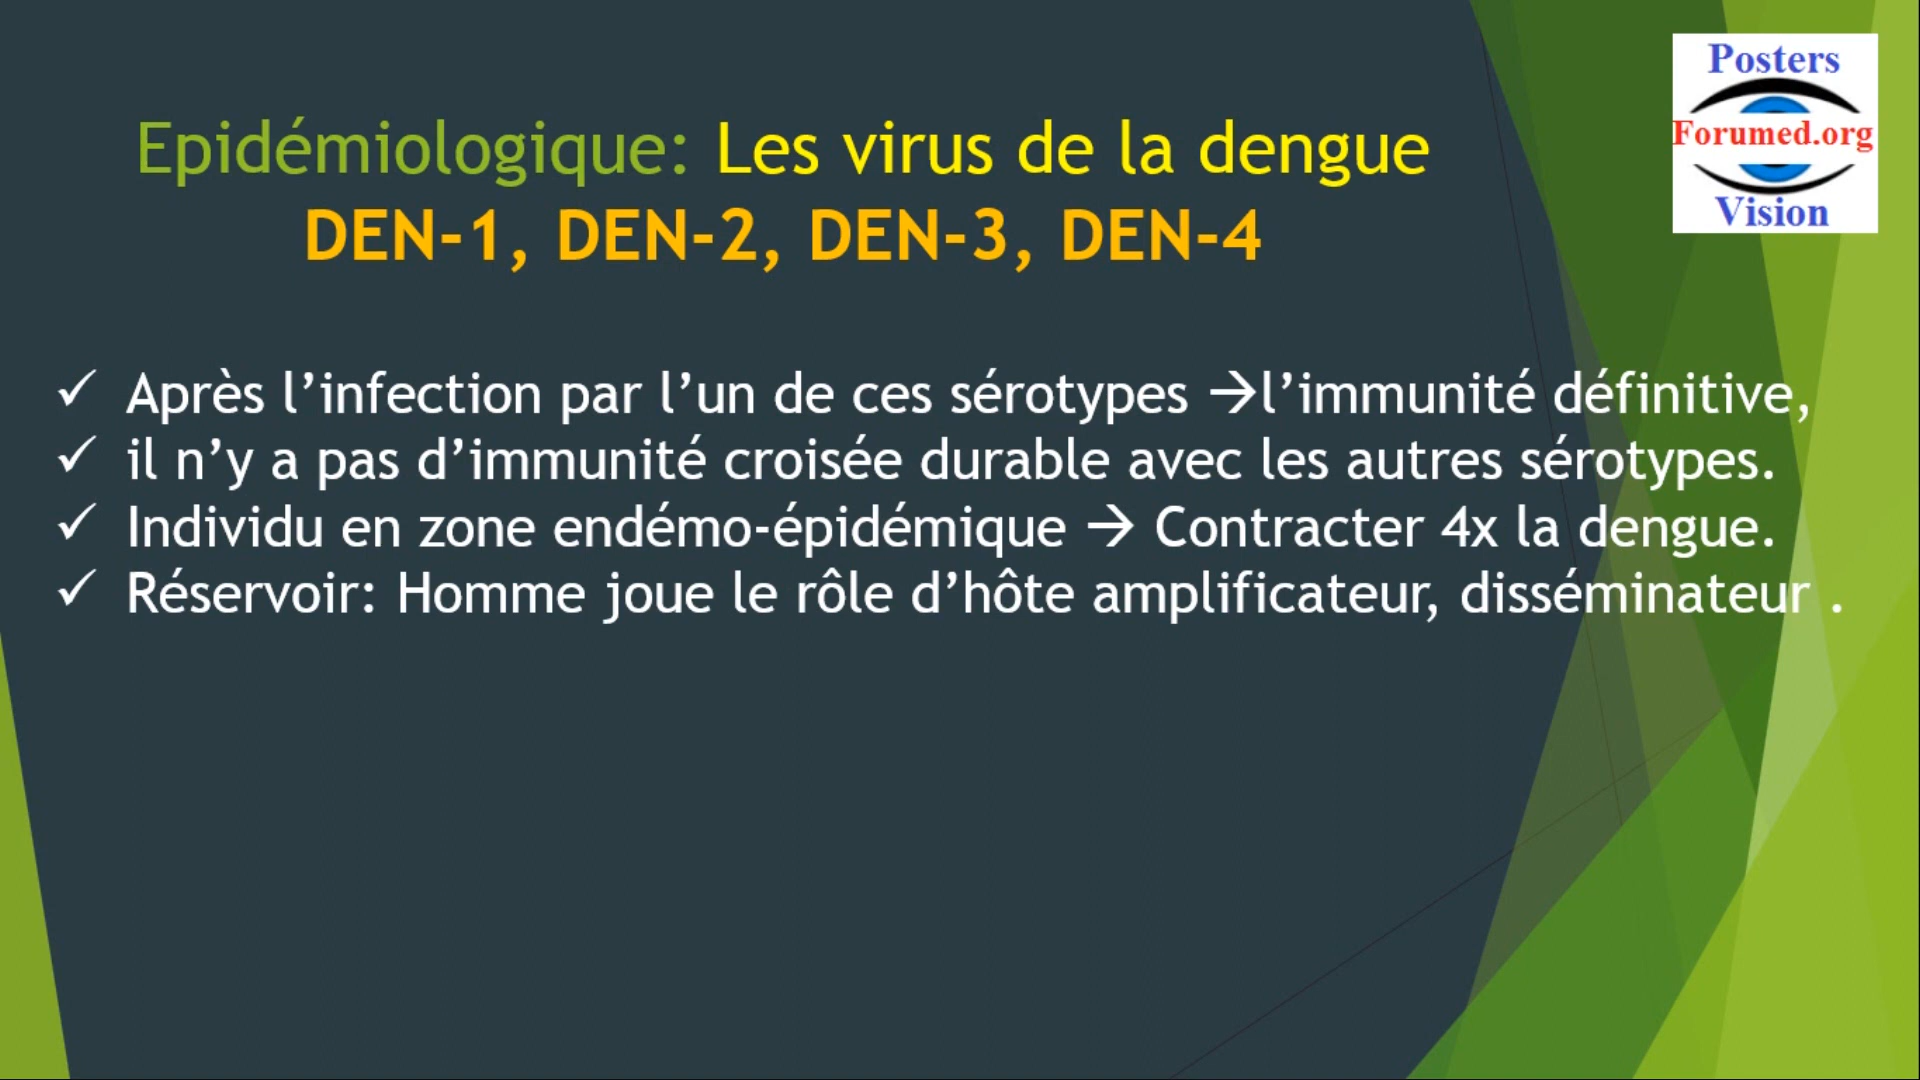 Posters
Forumed.org
Vision
Epidémiologique: Les virus de la dengue
DEN-1, DEN-2, DEN-3, DEN-4
✓ Après l’infection par l’un de ces sérotypes →l’immunité définitive,
✓ il n’y a pas d’immunité croisée durable avec les autres sérotypes.
✓ Individu en zone endémo-épidémique → Contracter 4x la dengue.
✓ Réservoir: Homme joue le rôle d’hôte amplificateur, disséminateur .